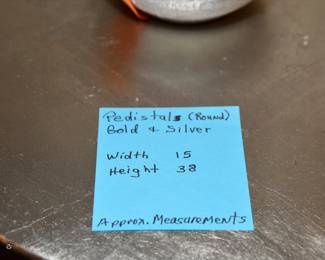 Pedistals (Round)
Gold & Silver
Width 15
Height 38
Approx. Measurements